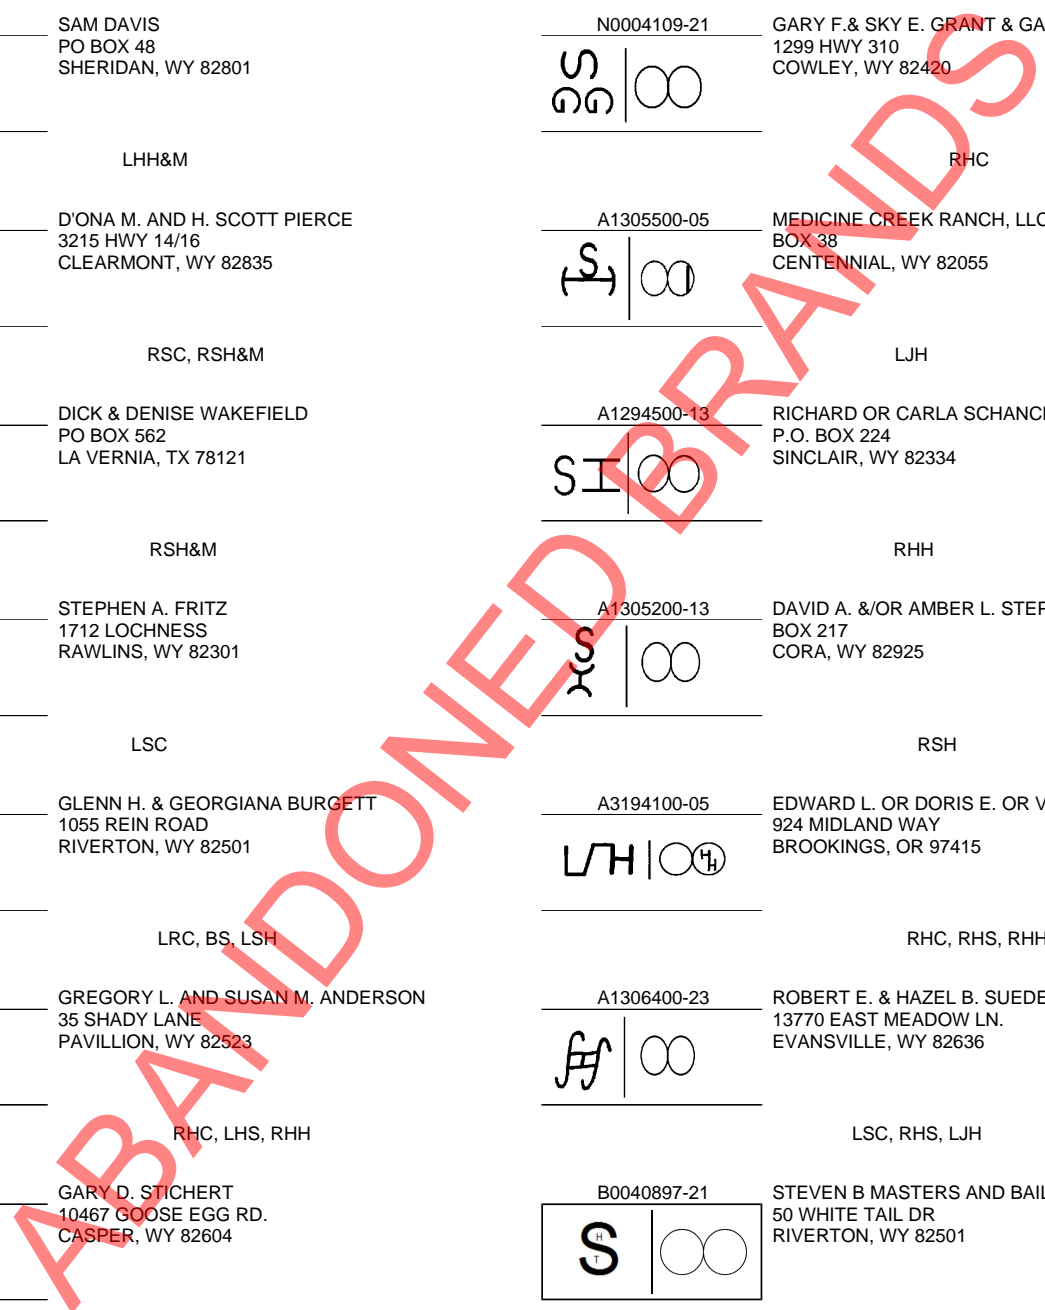 SAM DAVIS
PO BOX 48
SHERIDAN, WY 82801
LHH&M
D'ONA M. AND H. SCOTT PIERCE
3215 HWY 14/16
CLEARMONT, WY 82835
RSC, RSH&M
DICK & DENISE WAKEFIELD
PO BOX 562
LA VERNIA, TX 78121
RSH&M
STEPHEN A. FRITZ
1712 LOCHNESS
RAWLINS, WY 82301
LSC
GLENN H. & GEORGIANA BURGETT
1055 REIN ROAD
RIVERTON, WY 82501
LRC, BS, LSH
GREGORY L. AND SUSAN M. ANDERSON
35 SHADY LANE
PAVILLION, WY 82523
RHC, LHS, RHH
GARY D. STICHERT
10467 GOOSE EGG RD.
CASPER, WY 82604
N0004109-21
GARY F.& SKY E. GRANT & GA
1299 HWY 310
COWLEY, WY 82420
RHC
A1305500-05
MEDICINE CREEK RANCH, LLC
BOX 38
CENTENNIAL, WY 82055
LJH
A1294500-13
RICHARD OR CARLA SCHANC
P.O. BOX 224
SINCLAIR, WY 82334
RHH
A1305200-13
DAVID A. &/OR AMBER L. STEP
BOX 217
CORA, WY 82925
RSH
A3194100-05
EDWARD L. OR DORIS E. OR V
924 MIDLAND WAY
BROOKINGS, OR 97415
RHC, RHS, RHH
A1306400-23
ROBERT E. & HAZEL B. SUEDE
13770 EAST MEADOW LN.
EVANSVILLE, WY 82636
LSC, RHS, LJH
B0040897-21
S
H
T
STEVEN B MASTERS AND BAIL
50 WHITE TAIL DR
RIVERTON, WY 82501
ABANDONED BRANDS